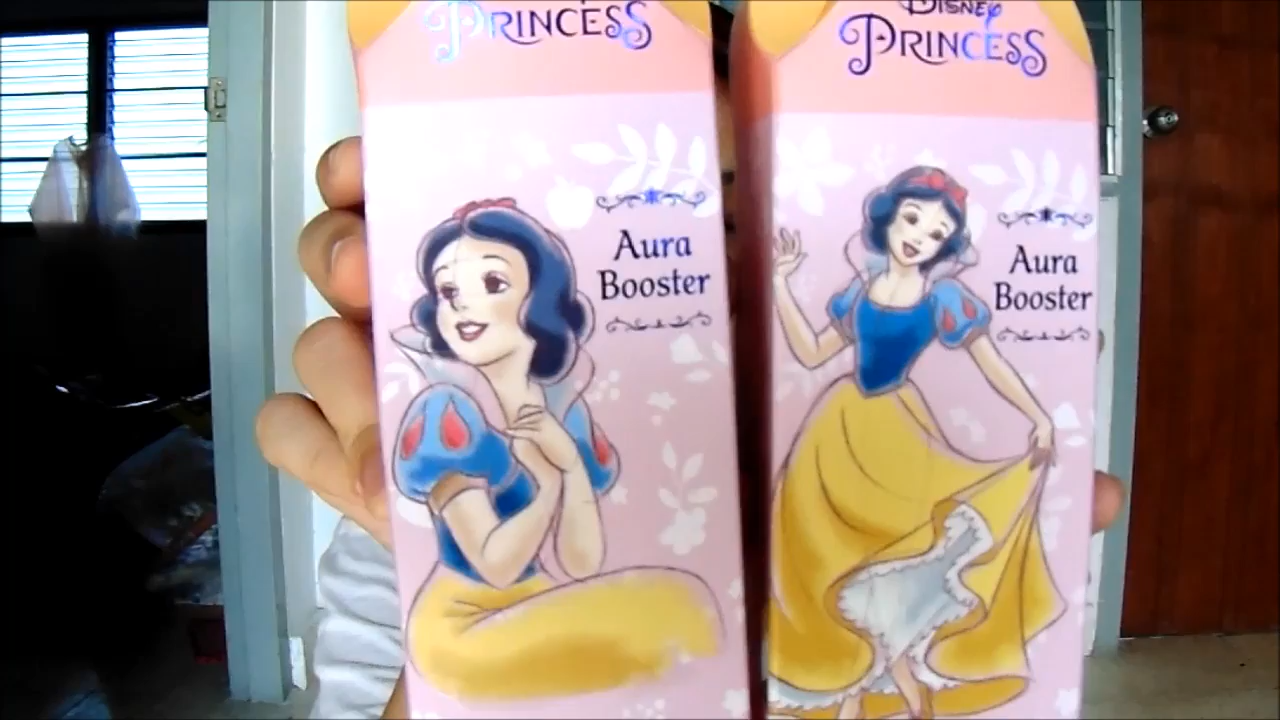 PRINCESS
Aura
Booster
DISNEY
PRINCESS
Aura
Booster